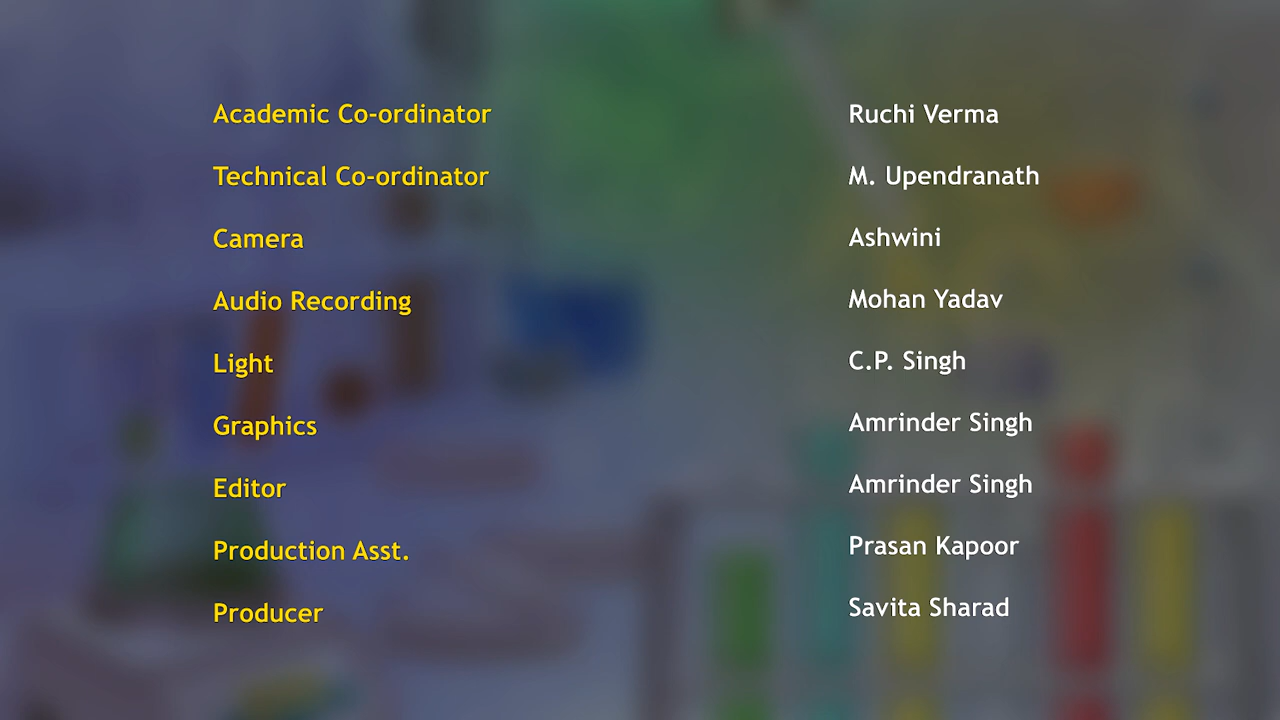 Academic Co-ordinator Ruchi Verma
Technical Co-ordinator M. Upendranath
Camera Ashwini
Audio Recording Mohan Yadav
Light C.P. Singh
Graphics Amrinder Singh
Editor Amrinder Singh
Production Asst. Prasan Kapoor
Producer Savita Sharad